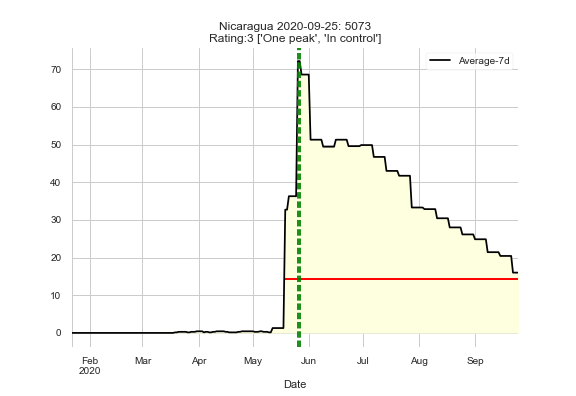 Nicaragua 2020-09-25: 5073
Rating:3 ['One peak', 'In control']
Average-7d
70
60
50
40
30
20
10
0
Feb Mar Apr May Jun Jul Aug Sep
2020
Date